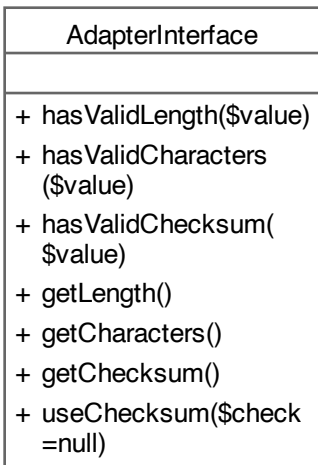 AdapterInterface
+ hasValidLength($value)
+ hasValidCharacters
($value)
+ hasValidChecksum(
$value)
+ getLength()
+ getCharacters()
+ getChecksum()
+ useChecksum($check
=null)